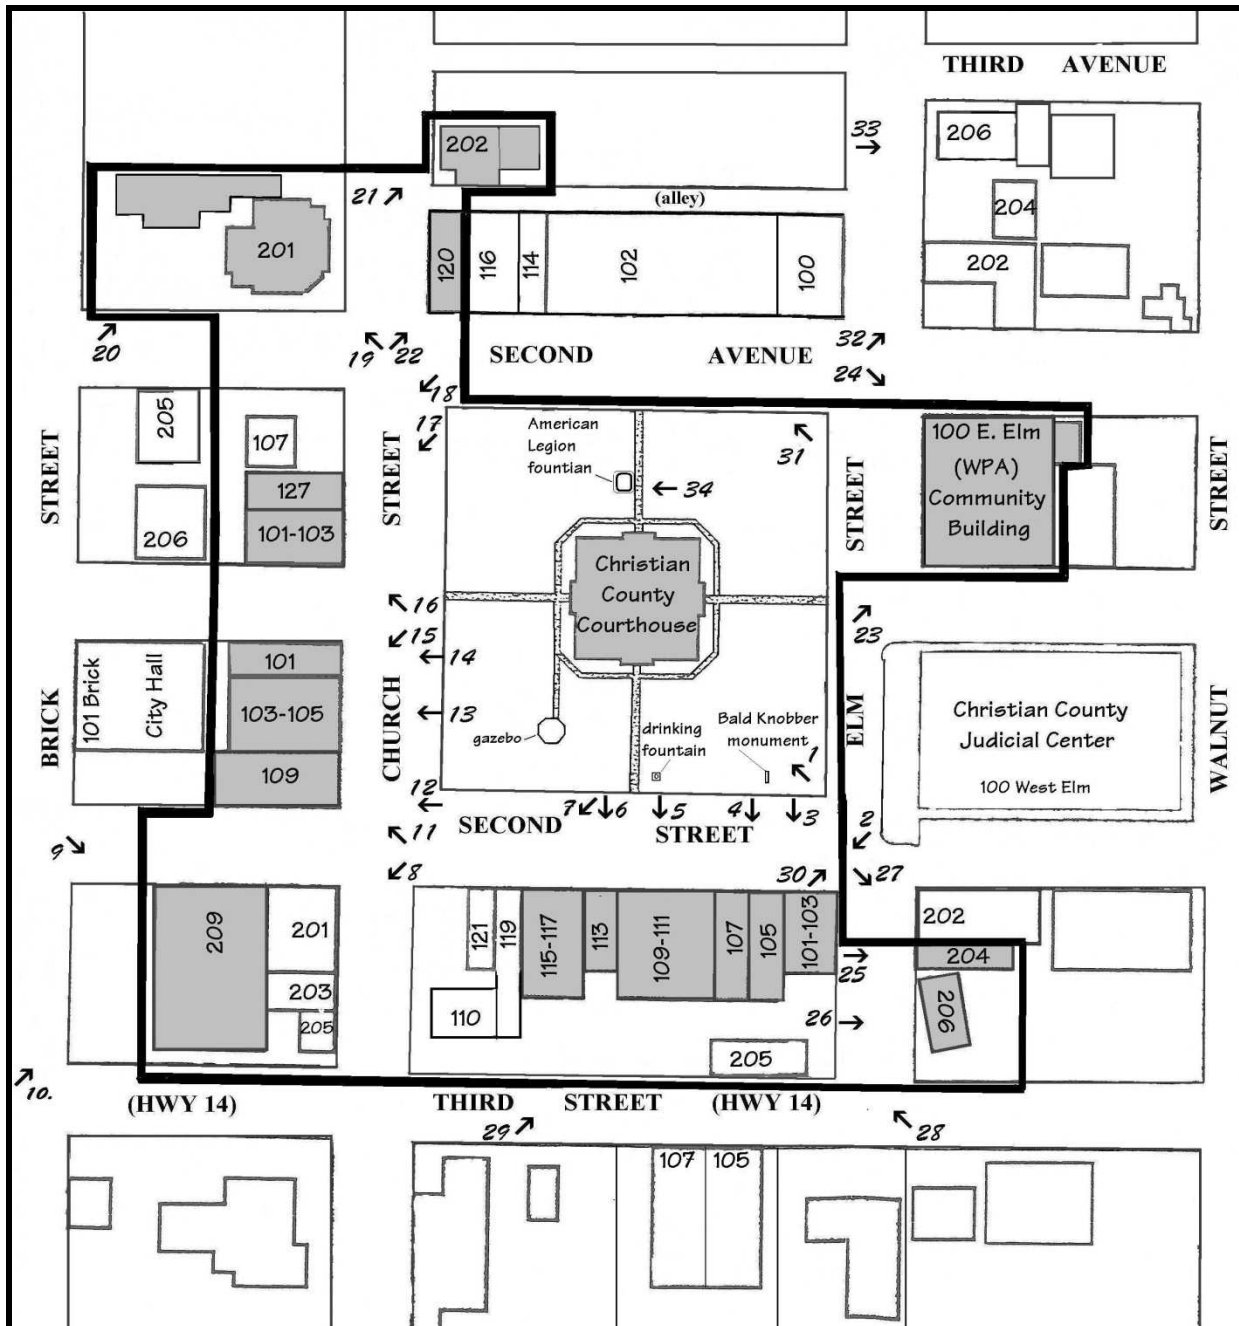 THIRD AVENUE
202
33
206
21
(alley)
204
201
120
116
114
102
100
202
20
19
22
SECOND AVENUE
32
24
18
17
American
Legion
fountian
31
205
107
127
101-103
206
STREET
STREET
34
STREET
100 E. Elm
(WPA)
Community
Building
STREET
Christian
County
Courthouse
16
15
14
13
23
101 Brick
City Hall
101
103-105
109
BRICK
CHURCH
gazebo
drinking
fountain
Bald Knobber
monument
1
ELM
Christian County
Judicial Center
100 West Elm
WALNUT
12
7
6
5
4
3
2
SECOND STREET
11
9
8
30
27
209
201
203
205
121
119
115-117
113
109-111
107
105
101-103
110
205
25
26
202
204
206
10.
(HWY 14)
THIRD STREET (HWY 14)
29
28
107
105